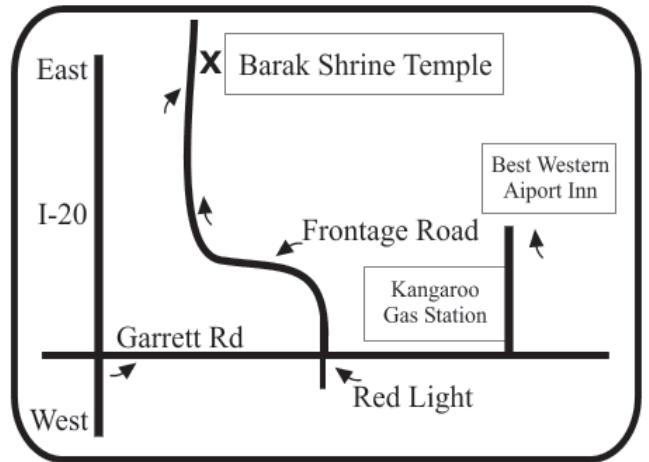 East
X Barak Shrine Temple
Best Western
Aiport Inn
I-20
Frontage Road
Kangaroo
Gas Station
Garrett Rd
Red Light
West